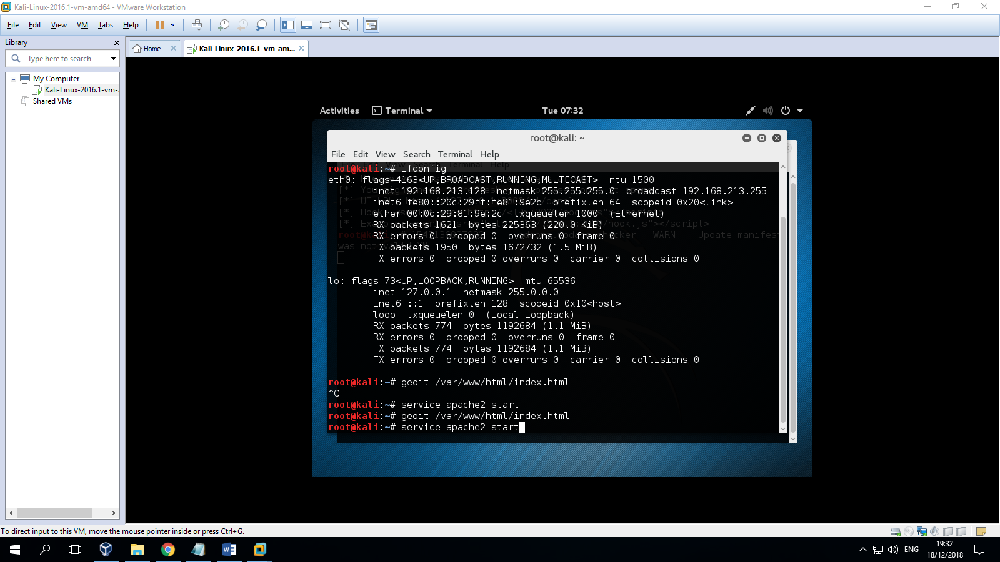 Kali-Linux-2016.1-vm-amd64 - VMware Workstation
File Edit View VM Tabs Help
Library
Home
Kali-Linux-2016.1-vm-am...
Type here to search
My Computer
Kali-Linux-2016.1-vm-
Shared VMs
Activities Terminal Tue 07:32
root@kali: ~
File Edit View Search Terminal Help
root@kali:~# ifconfig
eth0: flags=4163<UP,BROADCAST,RUNNING,MULTICAST>  mtu 1500
inet 192.168.213.128  netmask 255.255.255.0  broadcast 192.168.213.255
inet6 fe80::20c:29ff:fe81:9e2c  prefixlen 64  scopeid 0x20<link>
ether 00:0c:29:81:9e:2c  txqueuelen 1000  (Ethernet)
RX packets 1621  bytes 225363 (220.0 KiB)
RX errors 0  dropped 0  overruns 0  frame 0
TX packets 1950  bytes 1672732 (1.5 MiB)
TX errors 0  dropped 0 overruns 0  carrier 0  collisions 0
lo: flags=73<UP,LOOPBACK,RUNNING>  mtu 65536
inet 127.0.0.1  netmask 255.0.0.0
inet6 ::1  prefixlen 128  scopeid 0x10<host>
loop  txqueuelen 0  (Local Loopback)
RX packets 774  bytes 1192684 (1.1 MiB)
RX errors 0  dropped 0  overruns 0  frame 0
TX packets 774  bytes 1192684 (1.1 MiB)
TX errors 0  dropped 0 overruns 0  carrier 0  collisions 0
root@kali:~# gedit /var/www/html/index.html
^C
root@kali:~# service apache2 start
root@kali:~# gedit /var/www/html/index.html
root@kali:~# service apache2 start
To direct input to this VM, move the mouse pointer inside or press Ctrl+G.
ENG
19:32
18/12/2018